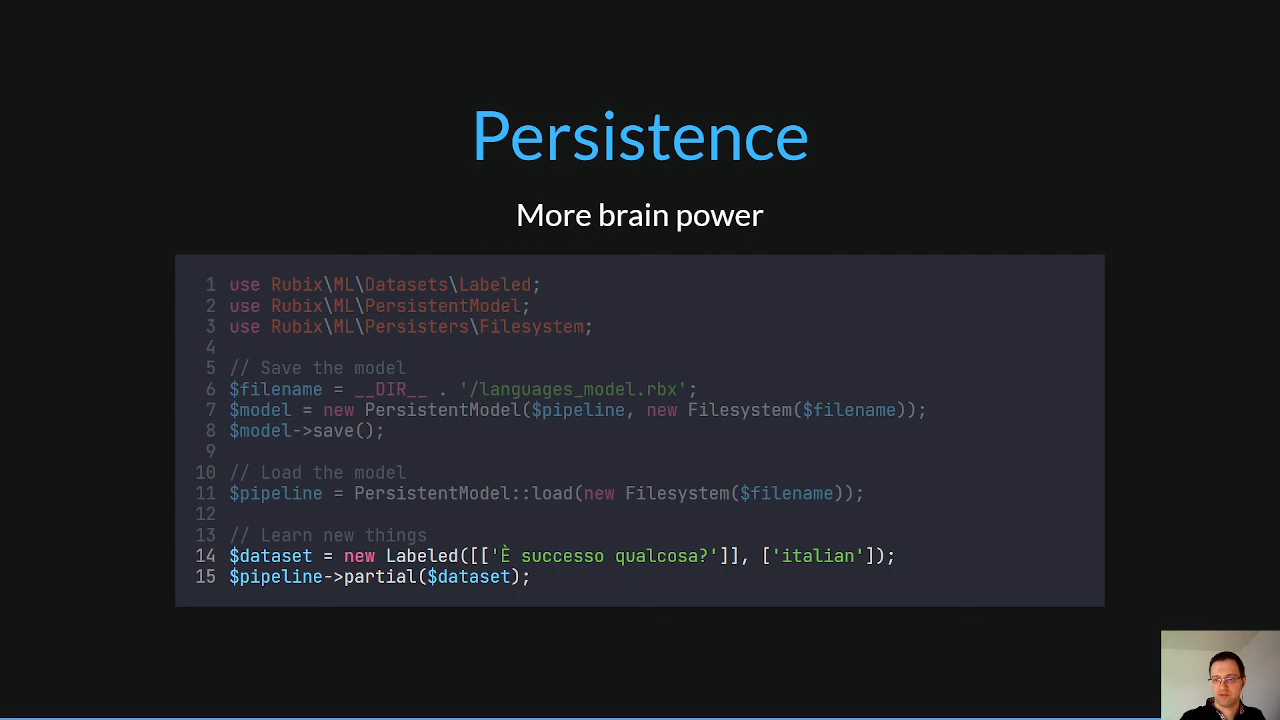 Persistence
More brain power
1 use Rubix\ML\Datasets\Labeled;
2 use Rubix\ML\PersistentModel;
3 use Rubix\ML\Persisters\Filesystem;
4
5 // Save the model
6 $filename = __DIR__ . '/languages_model.rbx';
7 $model = new PersistentModel($pipeline, new Filesystem($filename));
8 $model->save();
9
10 // Load the model
11 $pipeline = PersistentModel::load(new Filesystem($filename));
12
13 // Learn new things
14 $dataset = new Labeled([['È successo qualcosa?']], ['italian']);
15 $pipeline->partial($dataset);